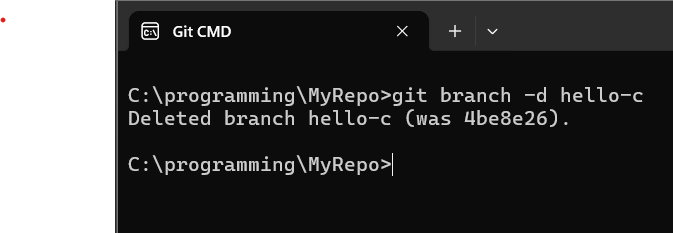 Git CMD
C:\programming\MyRepo>git branch -d hello-c
Deleted branch hello-c (was 4be8e26).
C:\programming\MyRepo>